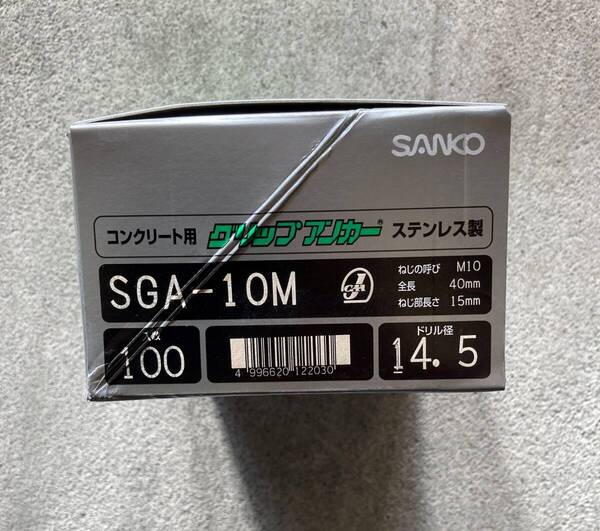 SANKO
コンクリート用 グリップアンカー® ステンレス製
SGA-10M
ねじの呼び M10
全長 40mm
ねじ部長さ 15mm
入数
100
4 996620 122030
ドリル径
14.5